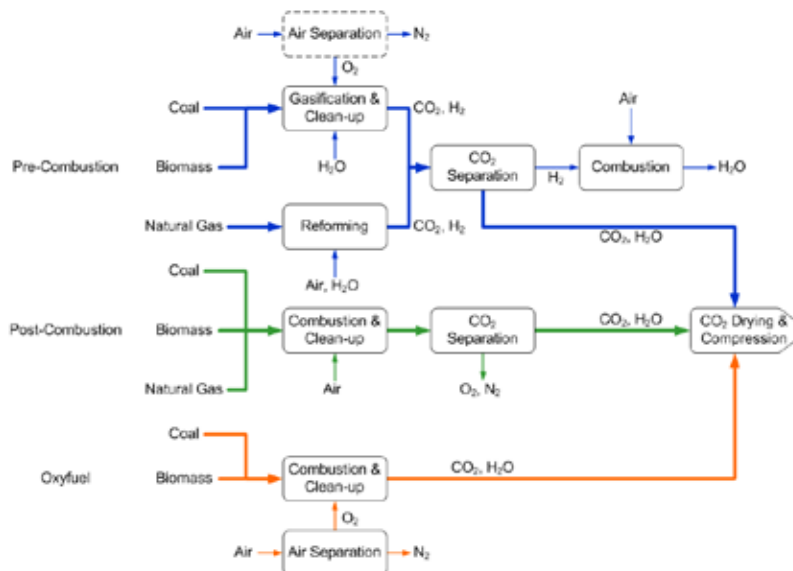 Air
Air Separation
N₂
O₂
Coal
Gasification &
Clean-up
CO₂, H₂
Air
Pre-Combustion
Biomass
H₂O
CO₂
Separation
H₂
Combustion
H₂O
Natural Gas
Reforming
CO₂, H₂
CO₂, H₂O
Air, H₂O
Coal
Post-Combustion
Biomass
Combustion &
Clean-up
CO₂
Separation
CO₂, H₂O
CO₂ Drying &
Compression
Natural Gas
Air
O₂, N₂
Coal
Oxyfuel
Biomass
Combustion &
Clean-up
CO₂, H₂O
O₂
Air
Air Separation
N₂